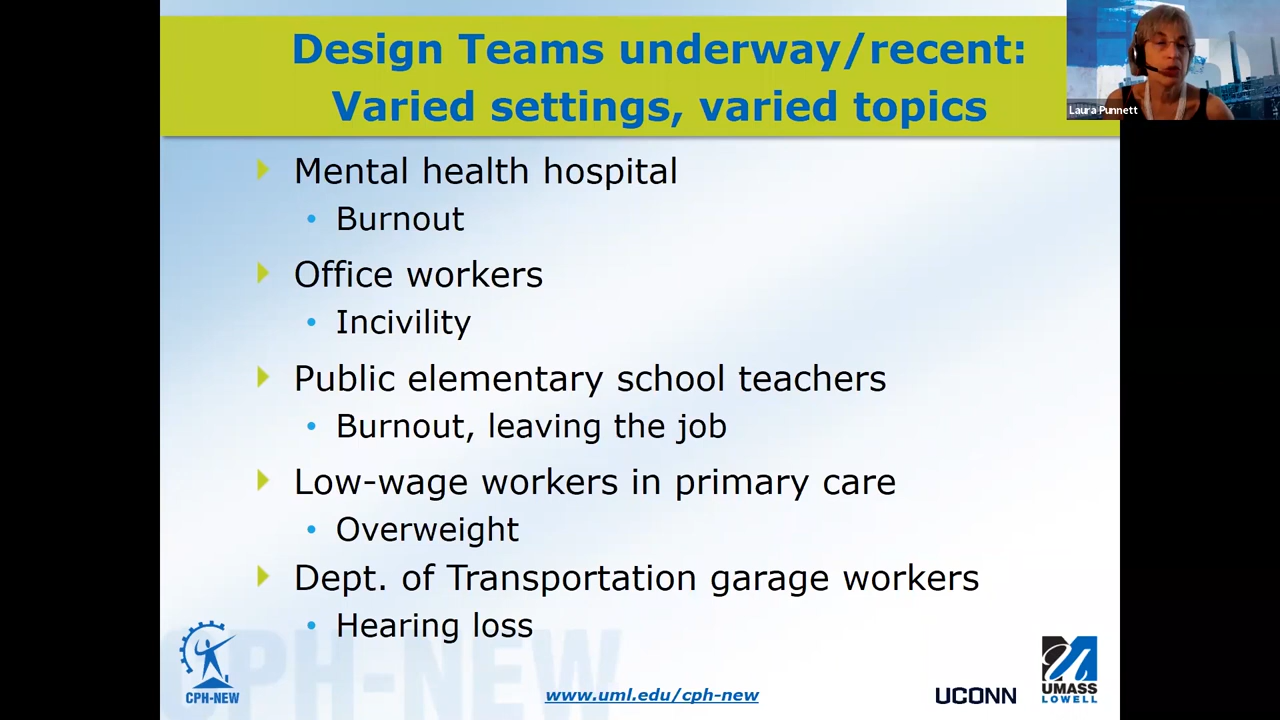 Design Teams underway/recent:
Varied settings, varied topics
Laura Punnett
Mental health hospital
Burnout
Office workers
Incivility
Public elementary school teachers
Burnout, leaving the job
Low-wage workers in primary care
Overweight
Dept. of Transportation garage workers
Hearing loss
CPH-NEW
CPH-NEW
www.uml.edu/cph-new
UCONN
UMASS
LOWELL